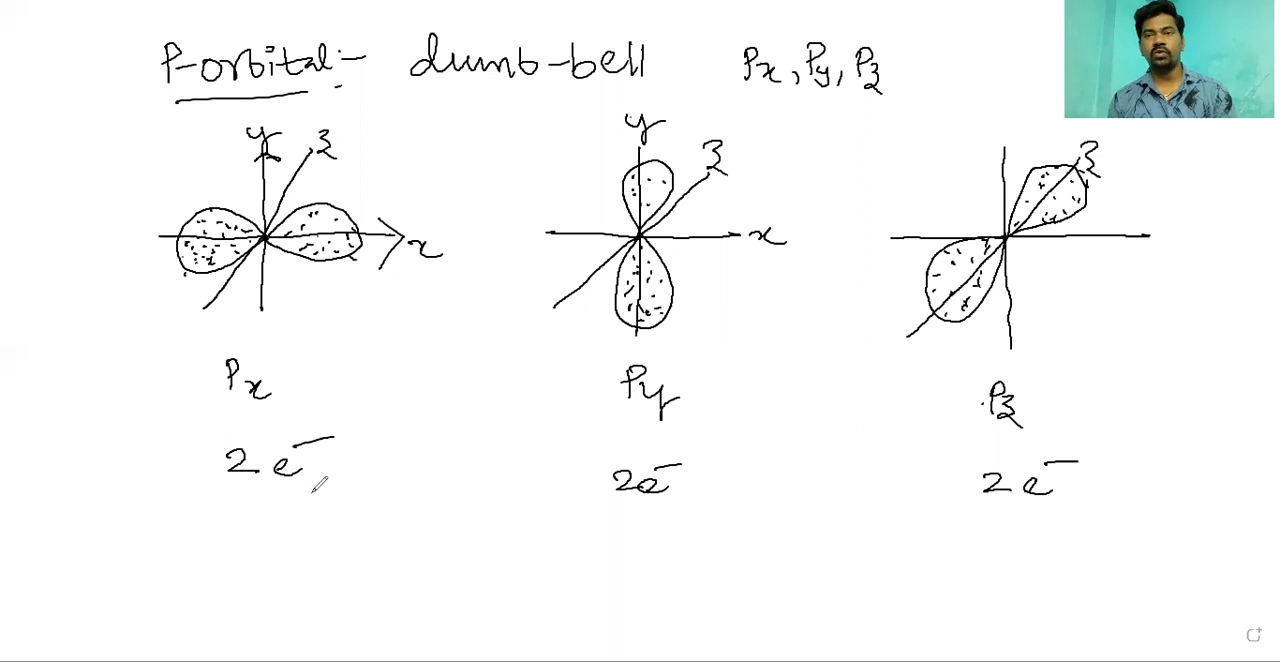 P-orbital:- dumb-bell Px, Py, Pz
y z y z z
x x
Px Py Pz
2e⁻ 2e⁻ 2e⁻